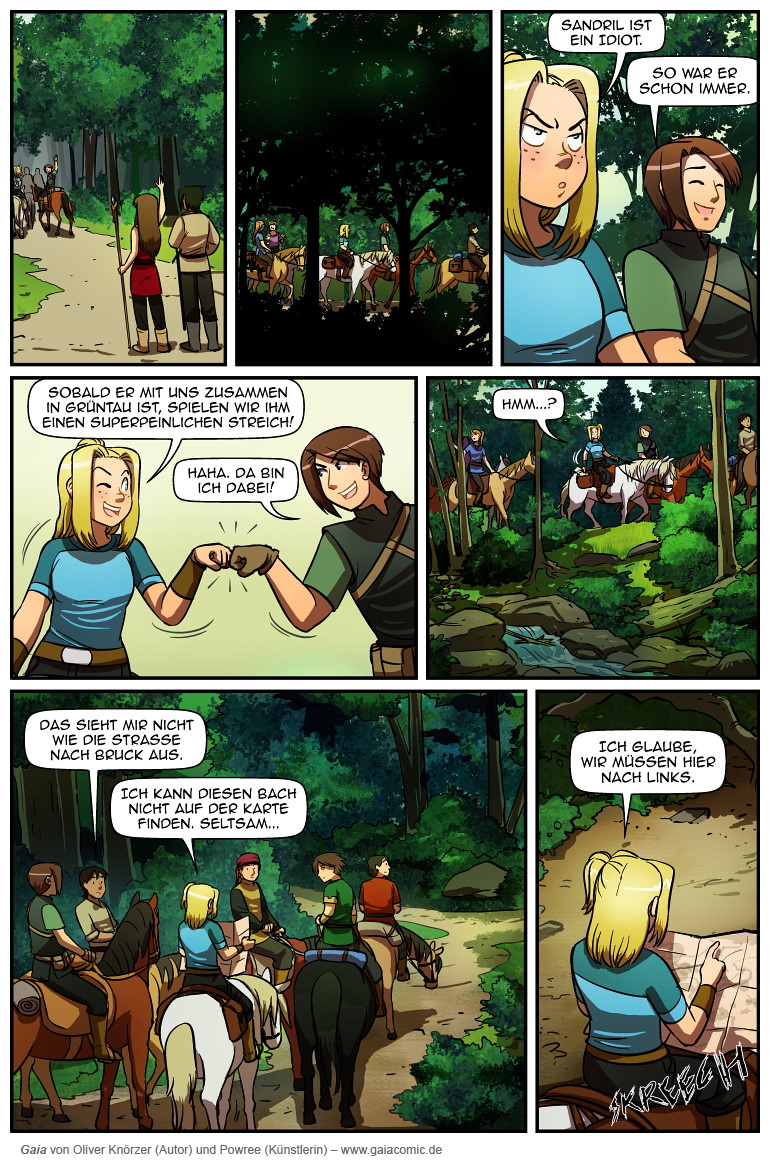 SANDRIL IST
EIN IDIOT.
SO WAR ER
SCHON IMMER.
SOBALD ER MIT UNS ZUSAMMEN
IN GRÜNTAU IST, SPIELEN WIR IHM
EINEN SUPERPEINLICHEN STREICH!
HAHA. DA BIN
ICH DABEI!
HMM...?
DAS SIEHT MIR NICHT
WIE DIE STRASSE
NACH BRUCK AUS.
ICH KANN DIESEN BACH
NICHT AUF DER KARTE
FINDEN. SELTSAM...
ICH GLAUBE,
WIR MÜSSEN HIER
NACH LINKS.
SKREECHH
Gaia von Oliver Knörzer (Autor) und Powree (Künstlerin) – www.gaiacomic.de